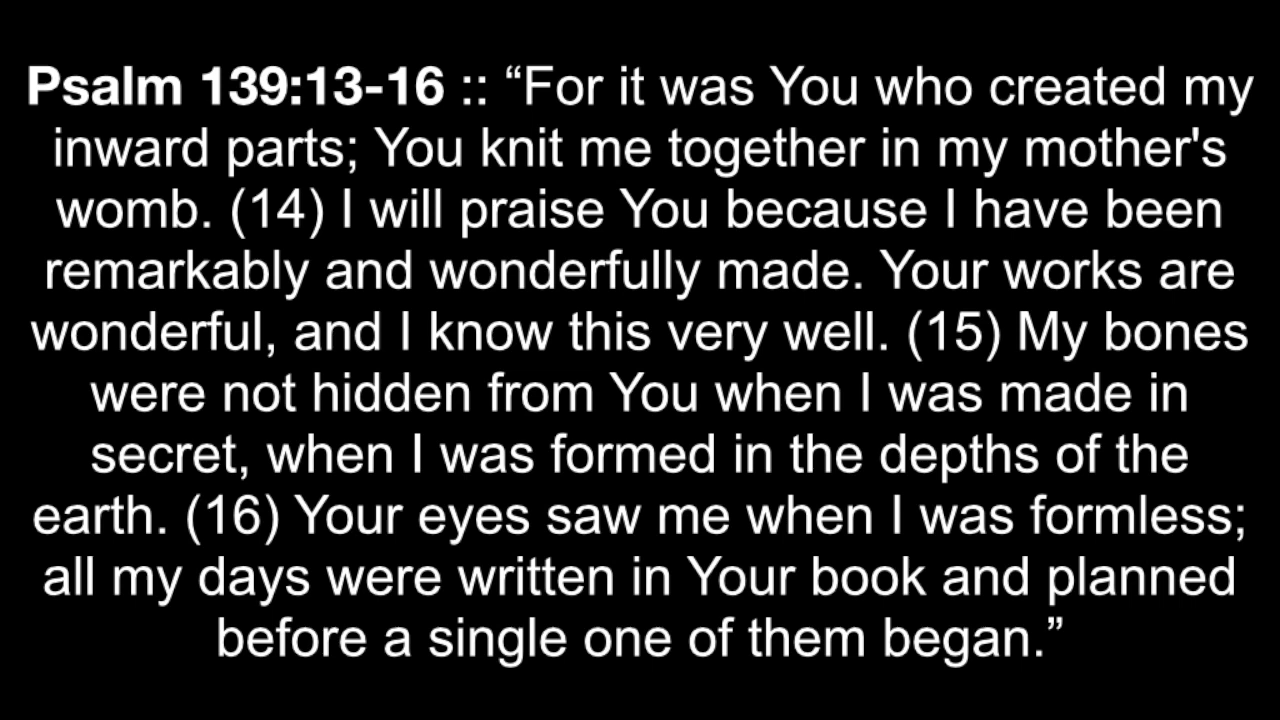 Psalm 139:13-16 :: “For it was You who created my
inward parts; You knit me together in my mother's
womb. (14) I will praise You because I have been
remarkably and wonderfully made. Your works are
wonderful, and I know this very well. (15) My bones
were not hidden from You when I was made in
secret, when I was formed in the depths of the
earth. (16) Your eyes saw me when I was formless;
all my days were written in Your book and planned
before a single one of them began.”